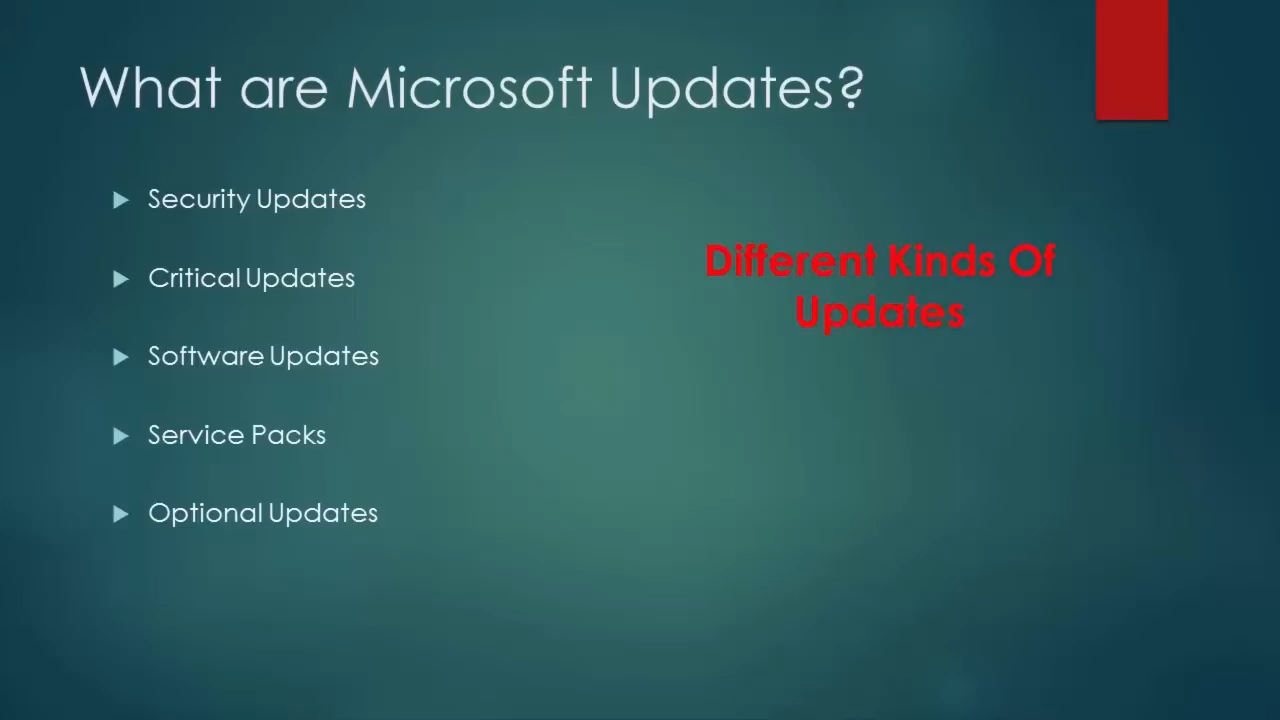 What are Microsoft Updates?
Security Updates
Critical Updates
Software Updates
Service Packs
Optional Updates
Different Kinds Of
Updates